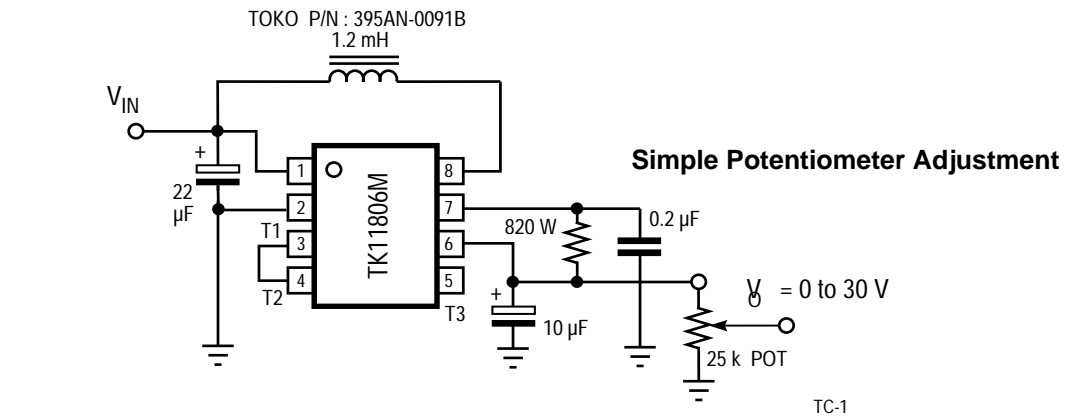 TOKO P/N : 395AN-0091B
1.2 mH
VIN
Simple Potentiometer Adjustment
+
22
µF
1
2
3
4
T1
T2
TK11806M
8
7
6
5
T3
820 W
0.2 µF
+
10 µF
VO = 0 to 30 V
25 k POT
TC-1